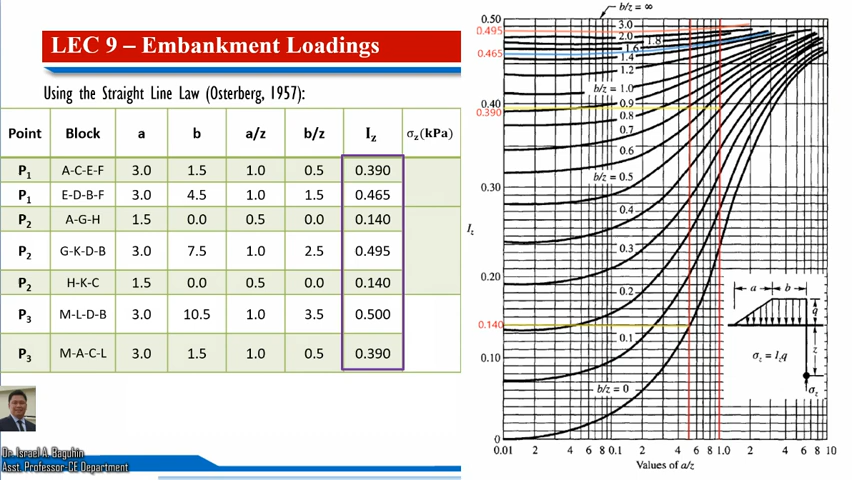 LEC 9 – Embankment Loadings
Using the Straight Line Law (Osterberg, 1957):
Point Block a b a/z b/z Iz σz(kPa)
P1 A-C-E-F 3.0 1.5 1.0 0.5 0.390
P1 E-D-B-F 3.0 4.5 1.0 1.5 0.465
P2 A-G-H 1.5 0.0 0.5 0.0 0.140
P2 G-K-D-B 3.0 7.5 1.0 2.5 0.495
P2 H-K-C 1.5 0.0 0.5 0.0 0.140
P3 M-L-D-B 3.0 10.5 1.0 3.5 0.500
P3 M-A-C-L 3.0 1.5 1.0 0.5 0.390
Dr. Israel A. Baguhin
Asst. Professor-CE Department
b/z = ∞
0.50
3.0
0.495
2.0
1.8
1.6
0.465
1.4
1.2
b/z = 1.0
0.40
0.9
0.390
0.8
0.7
0.6
0.30
b/z = 0.5
0.4
Iz
0.3
0.20
0.2
0.140
0.1
0.10
b/z = 0
0
a b
q
z
σz = Izq
σz
0.01 2 4 6 8 0.1 2 4 6 8 1.0 2 4 6 8 10
Values of a/z